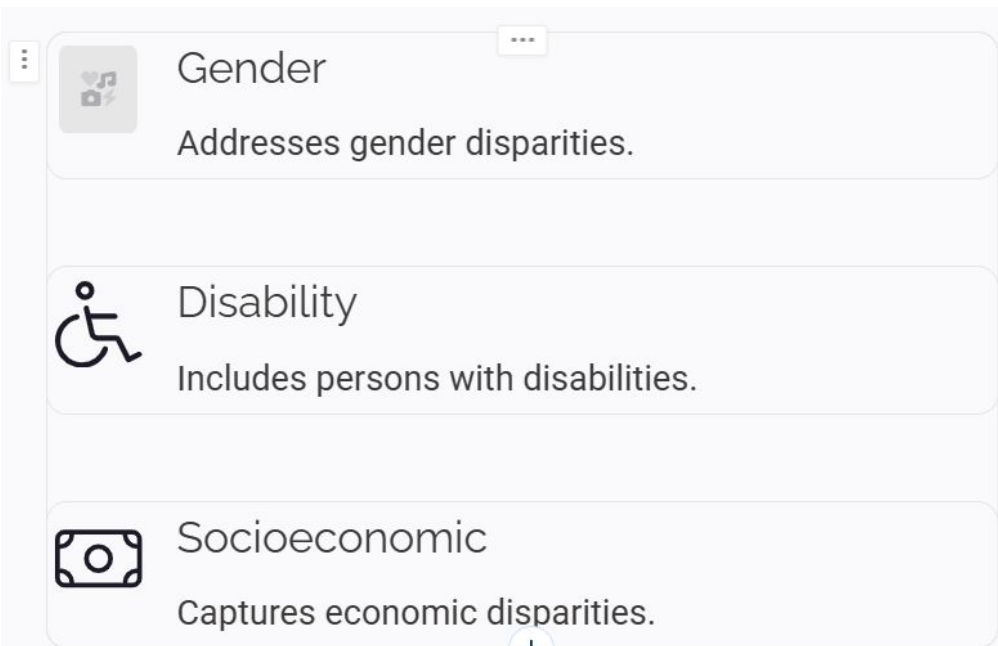 Gender
Addresses gender disparities.
Disability
Includes persons with disabilities.
Socioeconomic
Captures economic disparities.